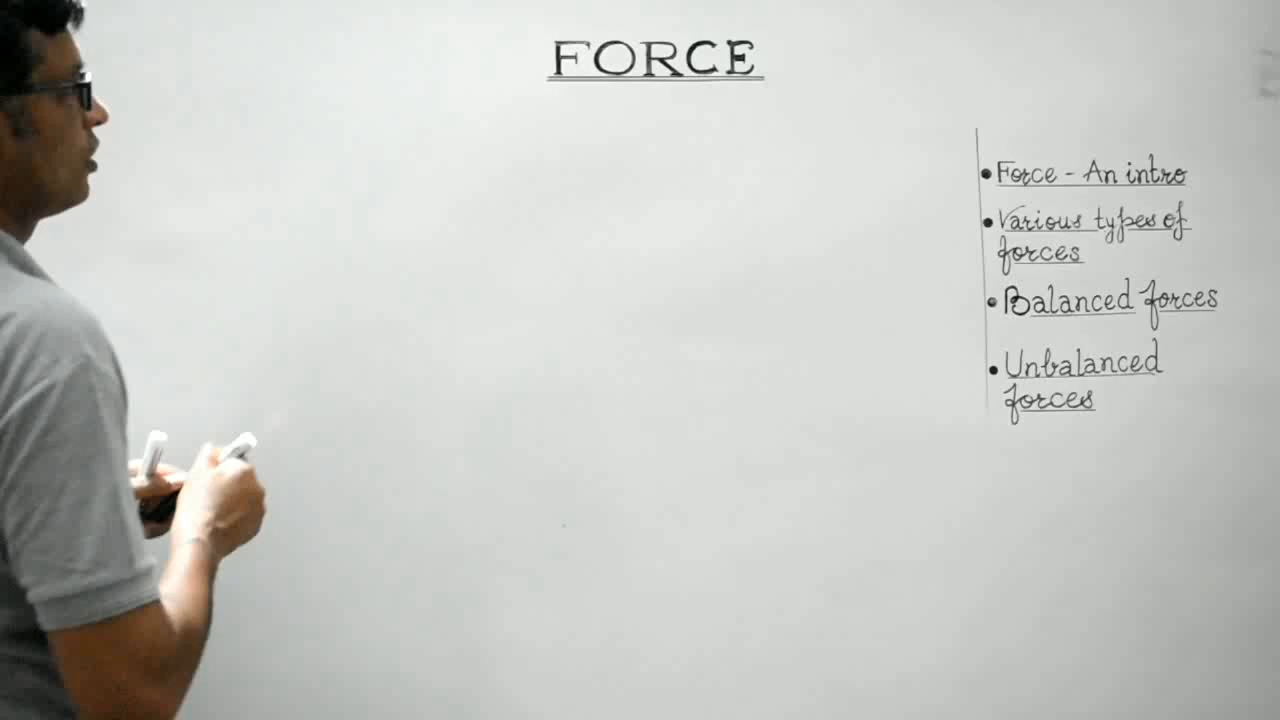 FORCE
• Force - An intro
• Various types of
forces
• Balanced forces
• Unbalanced
forces